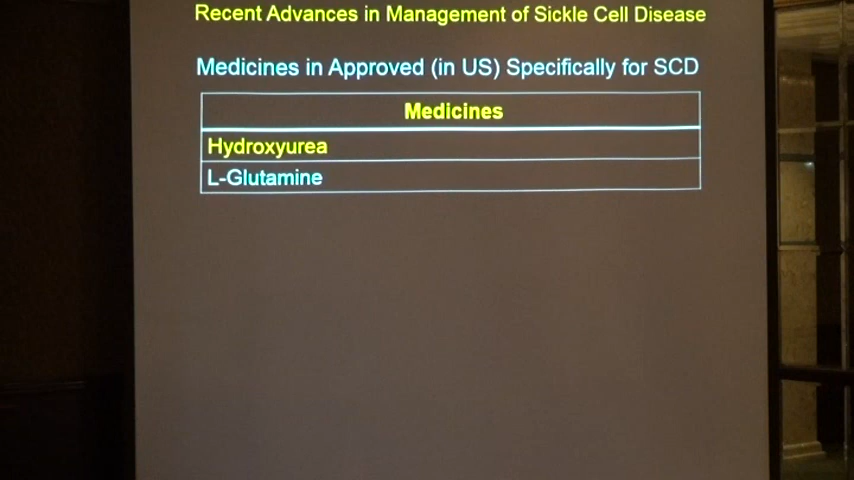 Recent Advances in Management of Sickle Cell Disease
Medicines in Approved (in US) Specifically for SCD
Medicines
Hydroxyurea
L-Glutamine